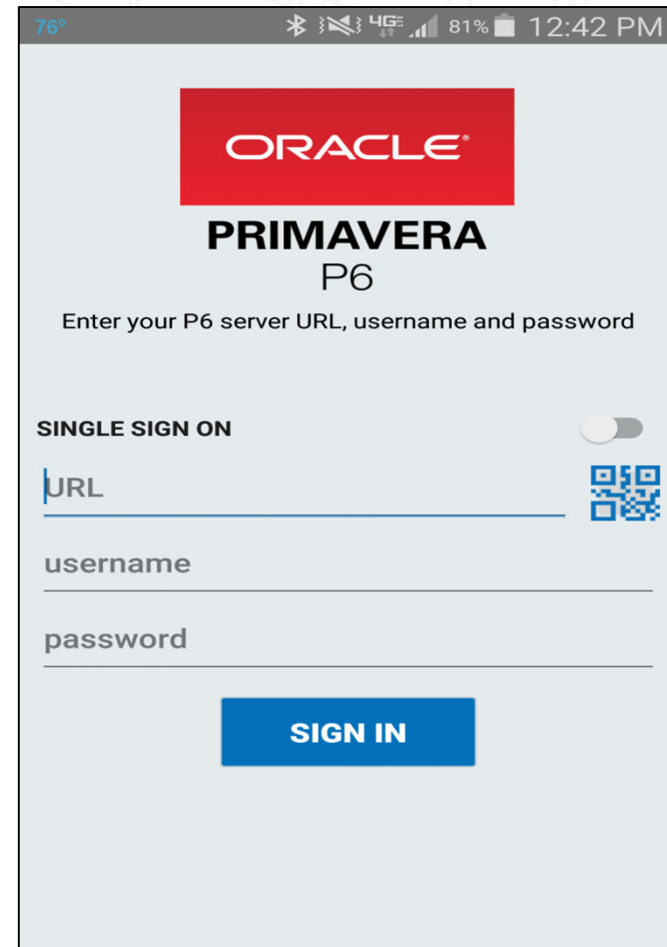 76° 4G 81% 12:42 PM
ORACLE®
PRIMAVERA
P6
Enter your P6 server URL, username and password
SINGLE SIGN ON
URL
username
password
SIGN IN